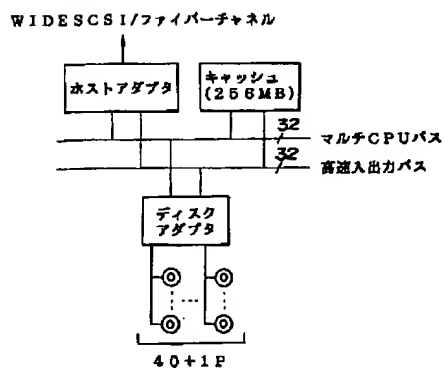 WIDESCSI/ファイバーチャネル
ホストアダプタ
キャッシュ
(256MB)
32
マルチCPUバス
32
高速入出力バス
ディスク
アダプタ
40+1P